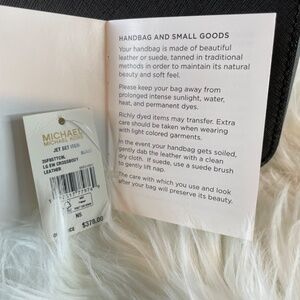 HANDBAG AND SMALL GOODS
Your handbag is made of beautiful
leather or suede, tanned in traditional
methods in order to maintain its natural
beauty and soft feel.
Please keep your bag away from
prolonged intense sunlight, water,
heat, and permanent dyes.
Richly dyed items may transfer. Extra
care should be taken when wearing
with light colored garments.
In the event your handbag gets soiled,
gently dab the leather with a clean
dry cloth. If suede, use a suede brush
to gently lift nap.
The care with which you use and look
after your bag will preserve its beauty.
MICHAEL
MICHAEL KORS
JET SET ITEM
35F8STTC9L
LG EW CROSSBODY
LEATHER
NS
$378.00